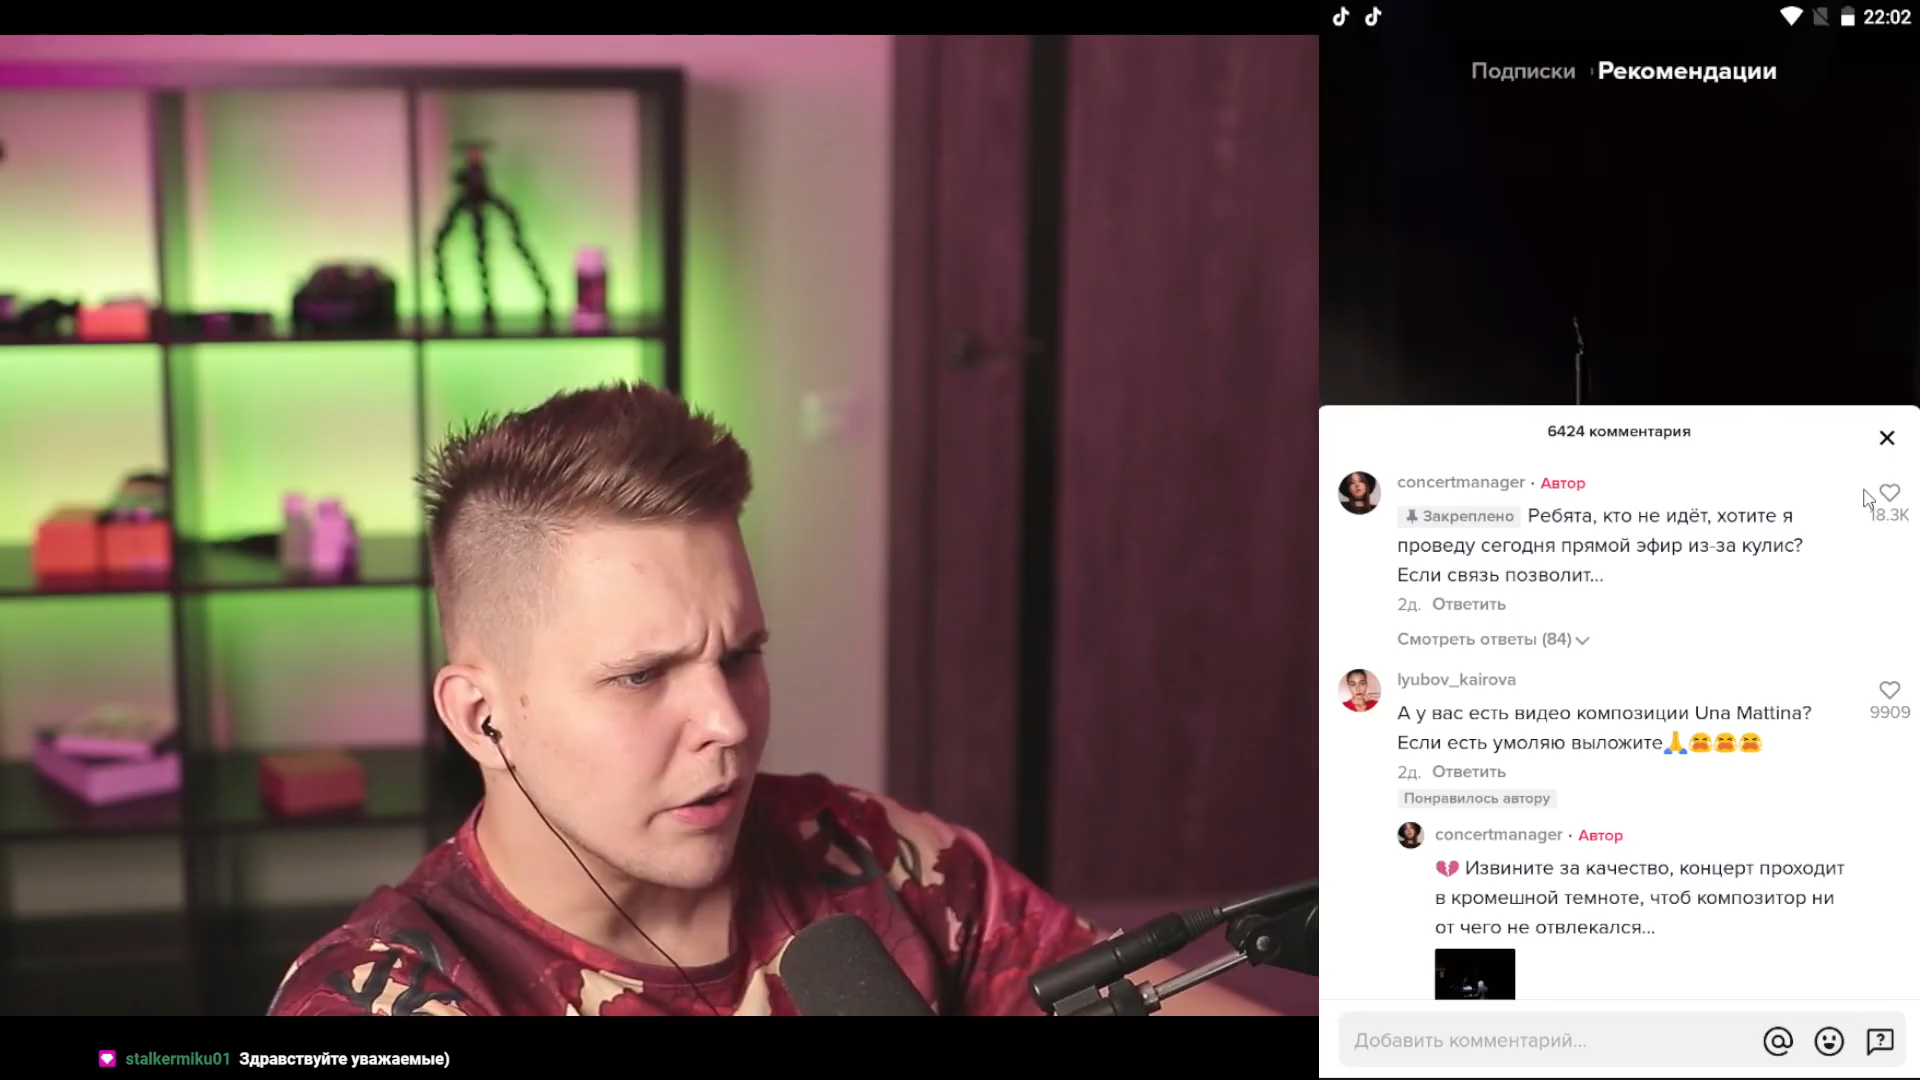 22:02
Подписки Рекомендации
6424 комментария
concertmanager · Автор
Закреплено Ребята, кто не идёт, хотите я
проведу сегодня прямой эфир из-за кулис?
Если связь позволит...
18.3K
2д. Ответить
Смотреть ответы (84)
lyubov_kairova
А у вас есть видео композиции Una Mattina?
Если есть умоляю выложите🙏😫😫😫
9909
2д. Ответить
Понравилось автору
concertmanager · Автор
💔 Извините за качество, концерт проходит
в кромешной темноте, чтоб композитор ни
от чего не отвлекался...
Добавить комментарий...
stalkermiku01 Здравствуйте уважаемые)